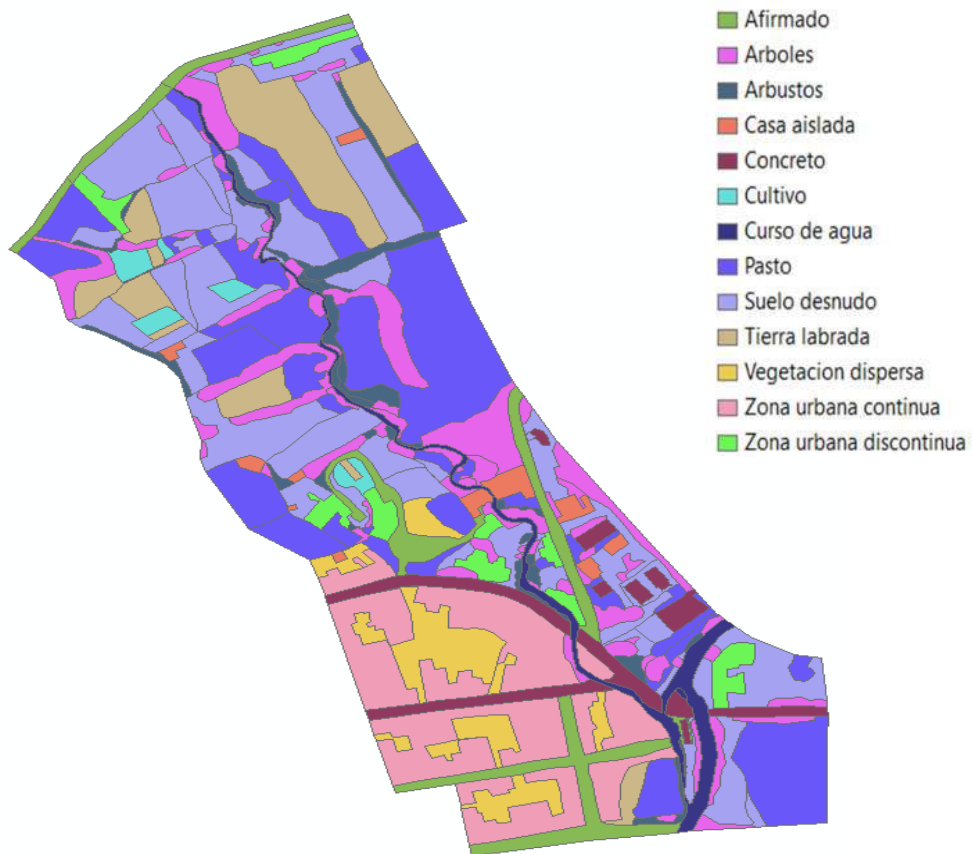 Afirmado
Arboles
Arbustos
Casa aislada
Concreto
Cultivo
Curso de agua
Pasto
Suelo desnudo
Tierra labrada
Vegetacion dispersa
Zona urbana continua
Zona urbana discontinua